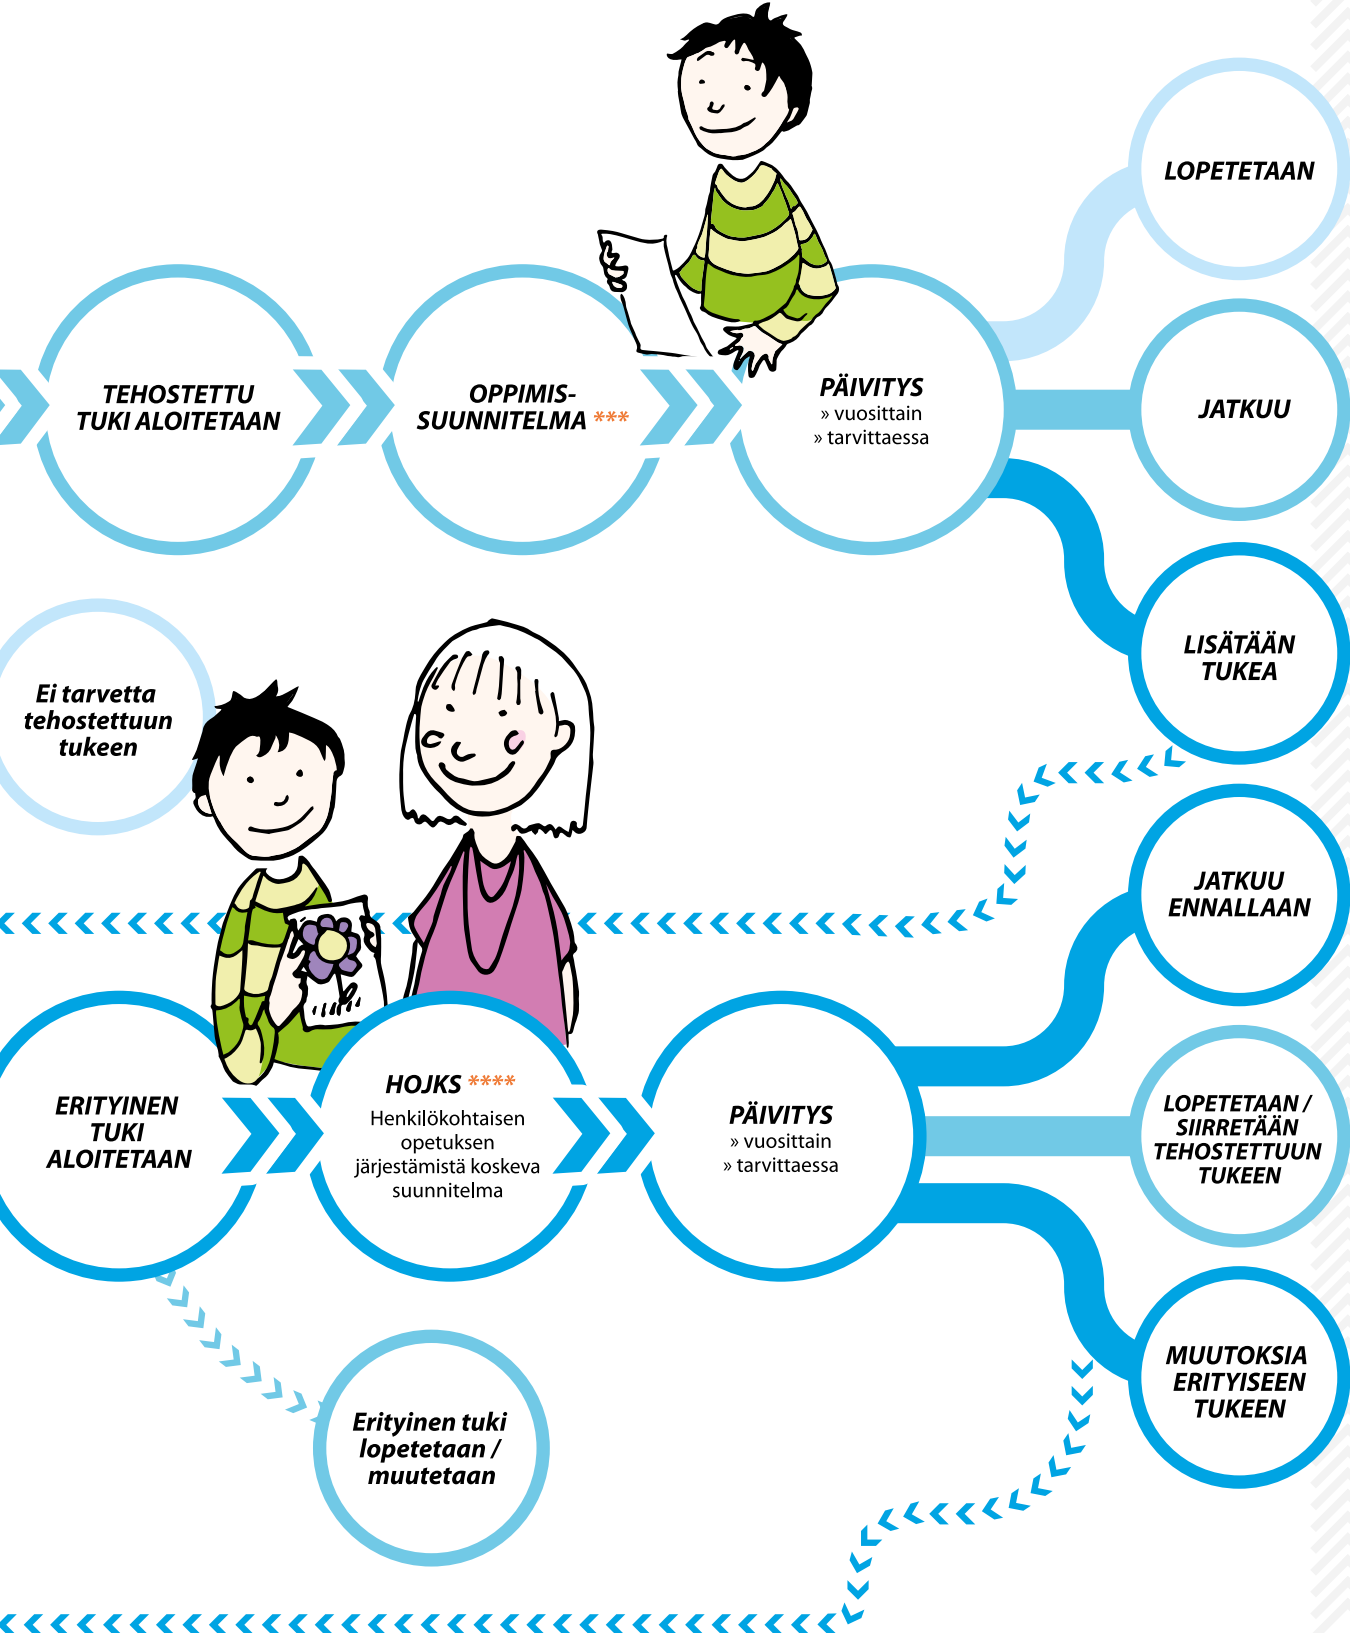 LOPETETAAN
TEHOSTETTU
TUKI ALOITETAAN
OPPIMIS-
SUUNNITELMA ***
PÄIVITYS
» vuosittain
» tarvittaessa
JATKUU
LISÄTÄÄN
TUKEA
Ei tarvetta
tehostettuun
tukeen
JATKUU
ENNALLAAN
ERITYINEN
TUKI
ALOITETAAN
HOJKS ****
Henkilökohtaisen
opetuksen
järjestämistä koskeva
suunnitelma
PÄIVITYS
» vuosittain
» tarvittaessa
LOPETETAAN /
SIIRRETÄÄN
TEHOSTETTUUN
TUKEEN
MUUTOKSIA
ERITYISEEN
TUKEEN
Erityinen tuki
lopetetaan /
muutetaan